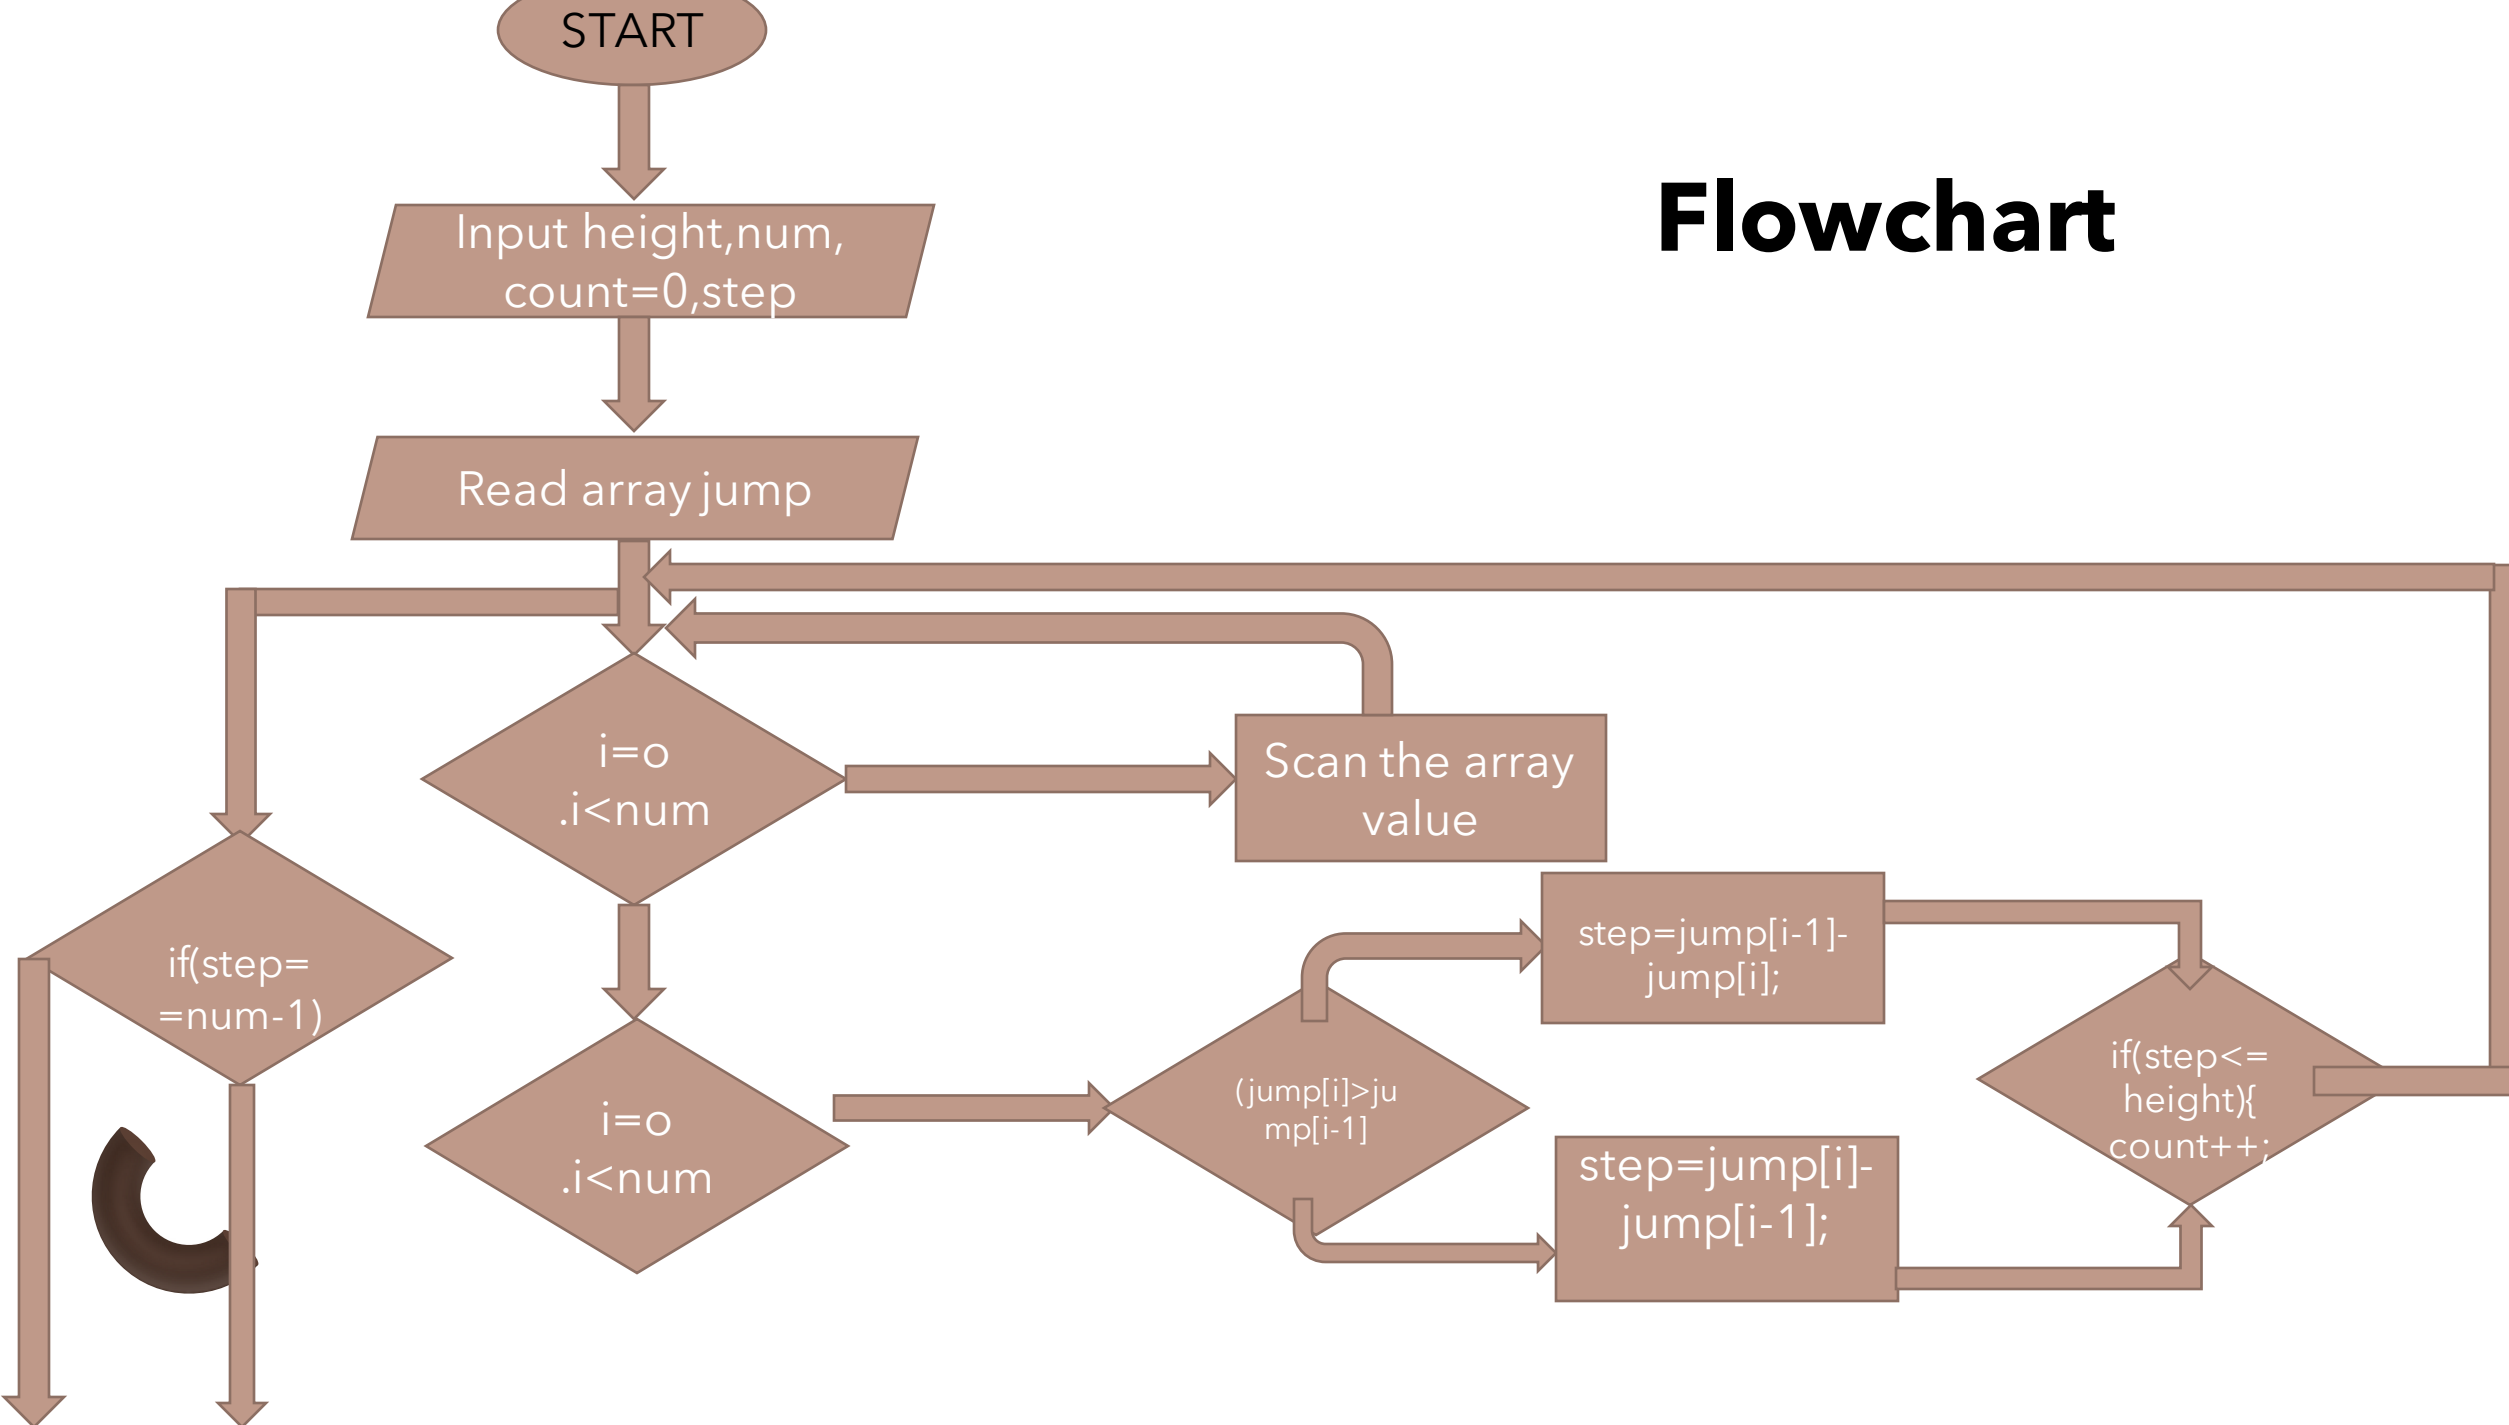 START
Flowchart
Input height,num,
count=0,step
Read array jump
i=o
.i<num
Scan the array
value
if(step=
=num-1)
step=jump[i-1]-
jump[i];
i=o
.i<num
(jump[i]>ju
mp[i-1]
if(step<=
height){
count++;
step=jump[i]-
jump[i-1];